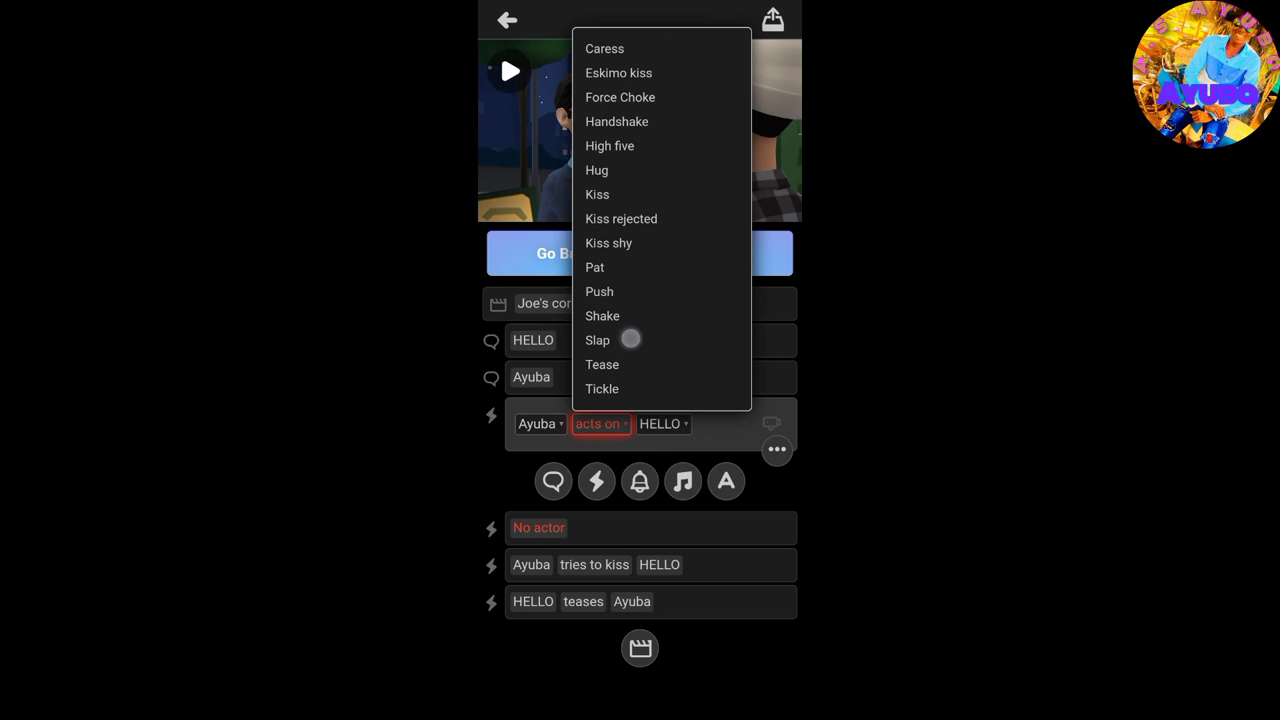 A.S AYUBQ
AYUBQ
Caress
Eskimo kiss
Force Choke
Handshake
High five
Hug
Kiss
Kiss rejected
Kiss shy
Pat
Push
Shake
Slap
Tease
Tickle
Go B
Joe's cor
HELLO
Ayuba
Ayuba acts on HELLO
A
No actor
Ayuba tries to kiss HELLO
HELLO teases Ayuba